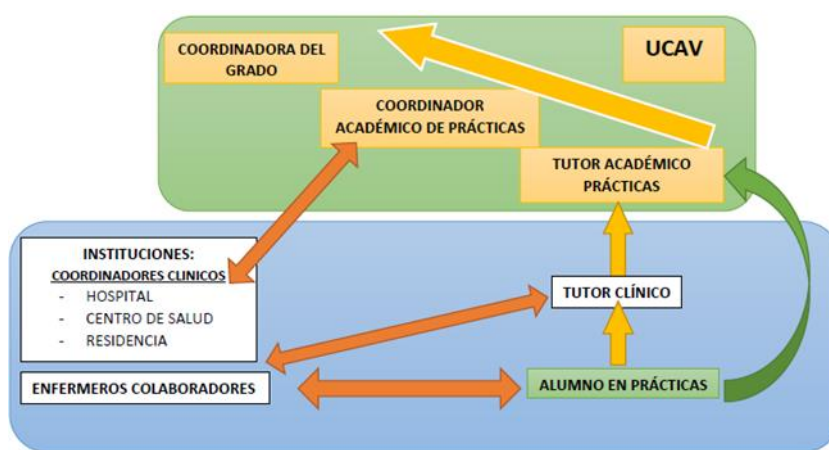 COORDINADORA DEL
GRADO
UCAV
COORDINADOR
ACADÉMICO DE PRÁCTICAS
TUTOR ACADÉMICO
PRÁCTICAS
INSTITUCIONES:
COORDINADORES CLINICOS
- HOSPITAL
- CENTRO DE SALUD
- RESIDENCIA
TUTOR CLÍNICO
ENFERMEROS COLABORADORES
ALUMNO EN PRÁCTICAS